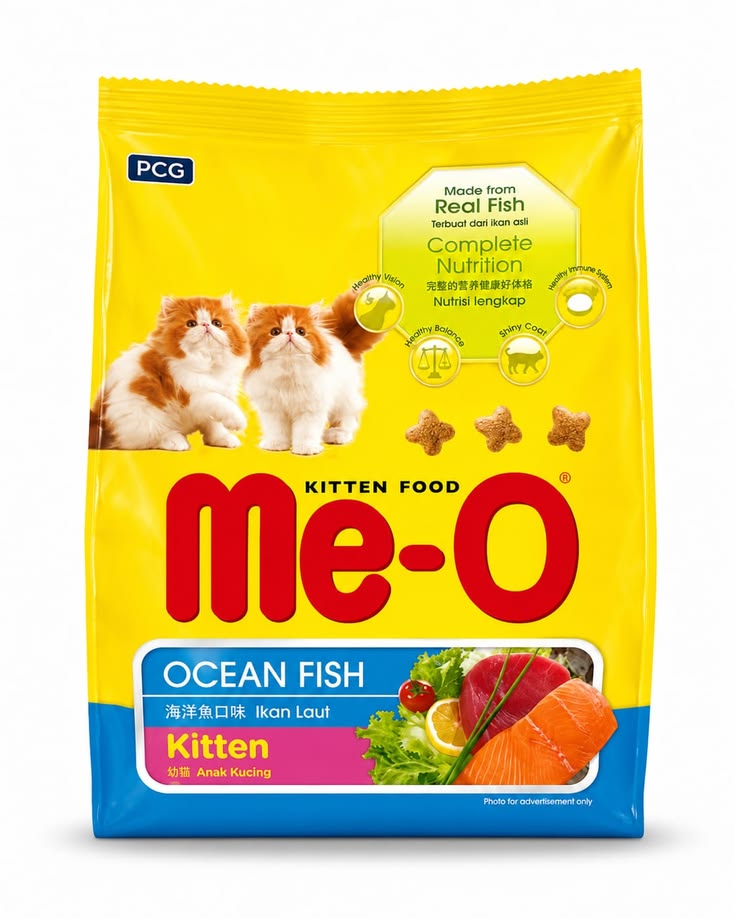 PCG
Made from
Real Fish
Terbuat dari ikan asli
Complete
Nutrition
完整的营养健康好体格
Nutrisi lengkap
Healthy Vision
Healthy Immune System
Healthy Balance
Shiny Coat
KITTEN FOOD
Me-O®
OCEAN FISH
海洋魚口味 Ikan Laut
Kitten
幼猫 Anak Kucing
Photo for advertisement only